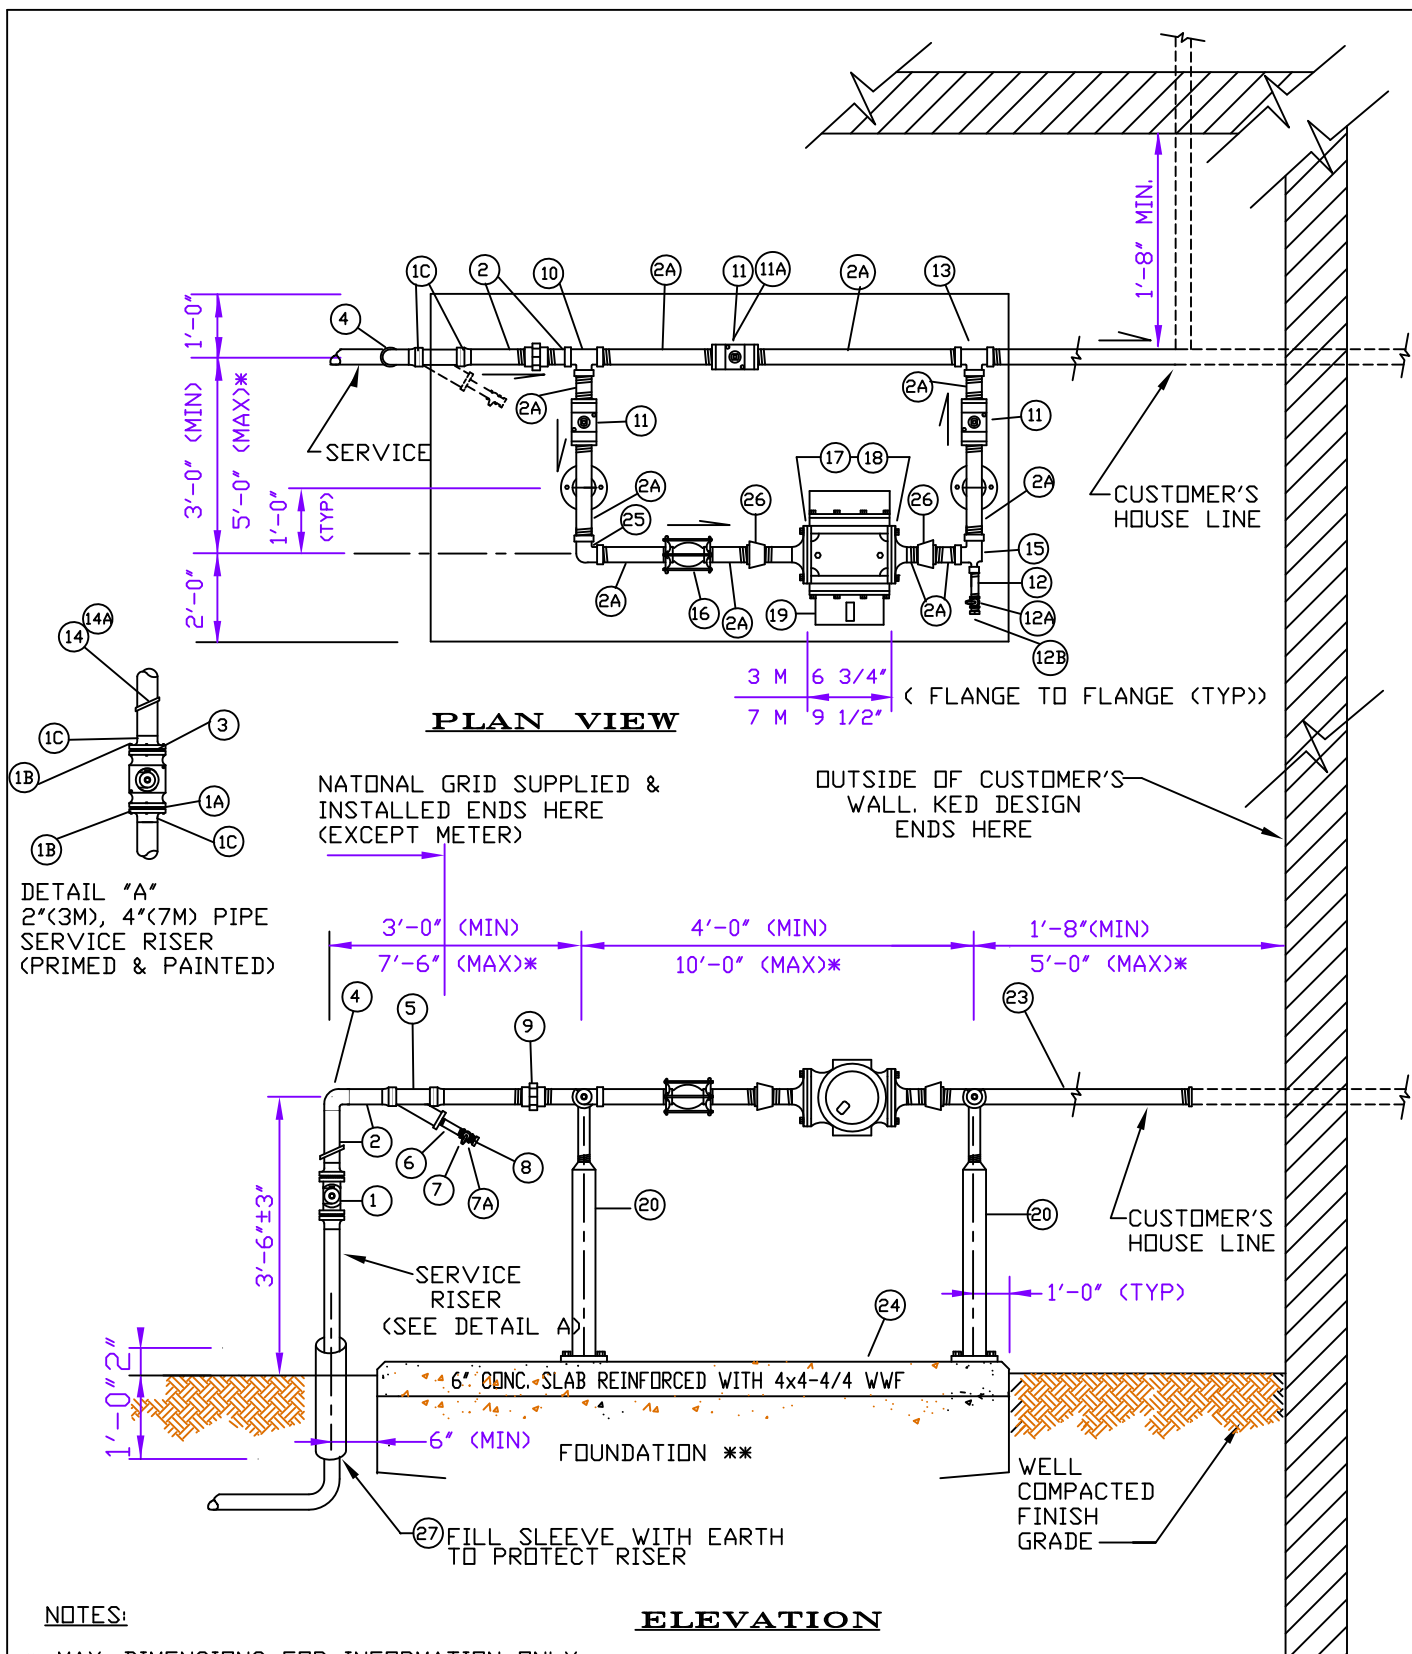 1'-8" MIN.
1C
2
10
2A
11
11A
2A
13
4
1'-0"
3'-0" (MIN)
5'-0" (MAX)*
1'-0"
(TYP)
2'-0"
SERVICE
2A
11
2A
11
17
18
2A
25
26
26
2A
15
CUSTOMER'S
HOUSE LINE
2A
16
2A
19
2A
12
12A
12B
3 M
6 3/4"
7 M
9 1/2"
( FLANGE TO FLANGE (TYP))
PLAN VIEW
14A
14
1C
3
1B
1A
1B
1C
DETAIL "A"
2"(3M), 4"(7M) PIPE
SERVICE RISER
(PRIMED & PAINTED)
NATONAL GRID SUPPLIED &
INSTALLED ENDS HERE
(EXCEPT METER)
OUTSIDE OF CUSTOMER'S
WALL. KED DESIGN
ENDS HERE
3'-0" (MIN)
7'-6" (MAX)*
4'-0" (MIN)
10'-0" (MAX)*
1'-8"(MIN)
5'-0" (MAX)*
4
5
9
23
2
6
7
7A
8
1
20
20
3'-6"±3"
SERVICE
RISER
(SEE DETAIL A)
CUSTOMER'S
HOUSE LINE
1'-0" (TYP)
24
2"
1'-0"
6" CONC. SLAB REINFORCED WITH 4x4-4/4 WWF
6" (MIN)
FOUNDATION **
WELL
COMPACTED
FINISH
GRADE
27
FILL SLEEVE WITH EARTH
TO PROTECT RISER
NOTES:
ELEVATION
MAX. DIMENSIONS FOR INFORMATION ONLY